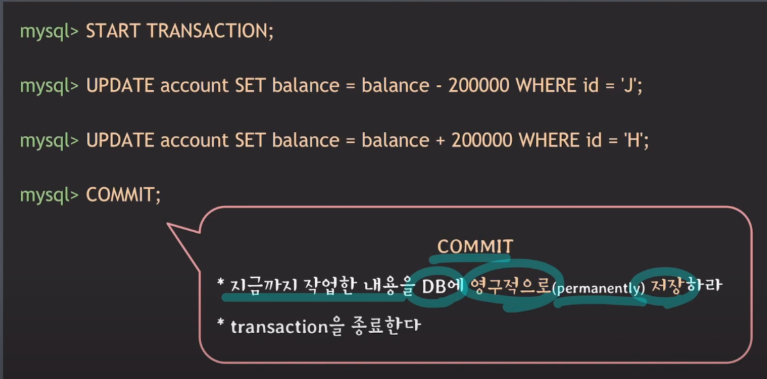 mysql> START TRANSACTION;
mysql> UPDATE account SET balance = balance - 200000 WHERE id = 'J';
mysql> UPDATE account SET balance = balance + 200000 WHERE id = 'H';
mysql> COMMIT;
COMMIT
* 지금까지 작업한 내용을 DB에 영구적으로(permanently) 저장하라
* transaction을 종료한다